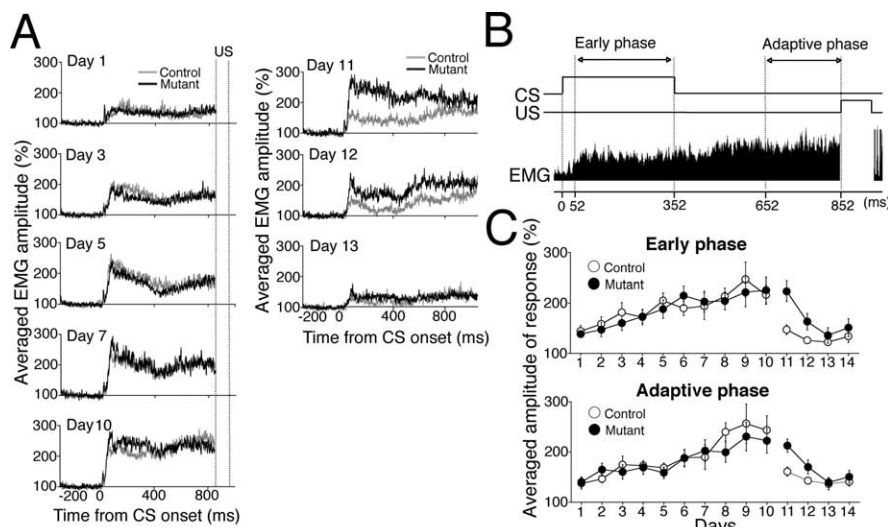 A
US
Day 1
Control
Mutant
300
200
100
Day 3
300
200
100
Day 5
300
200
100
Day 7
300
200
100
Day10
300
200
100
-200 0 400 800
Time from CS onset (ms)
Averaged EMG amplitude (%)
Day 11
Control
Mutant
300
200
100
Day 12
300
200
100
Day 13
300
200
100
-200 0 400 800
Time from CS onset (ms)
Averaged EMG amplitude (%)
B
Early phase
Adaptive phase
CS
US
EMG
0 52 352 652 852 (ms)
C
Early phase
Control
Mutant
300
200
100
1 2 3 4 5 6 7 8 9 10 11 12 13 14
Adaptive phase
Control
Mutant
300
200
100
1 2 3 4 5 6 7 8 9 10 11 12 13 14
Days
Averaged amplitude of response (%)